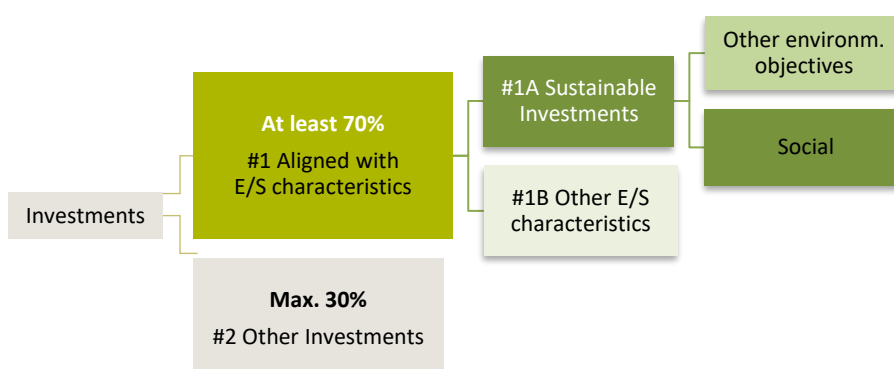 Investments
At least 70%
#1 Aligned with
E/S characteristics
Max. 30%
#2 Other Investments
#1A Sustainable
Investments
#1B Other E/S
characteristics
Other environm.
objectives
Social